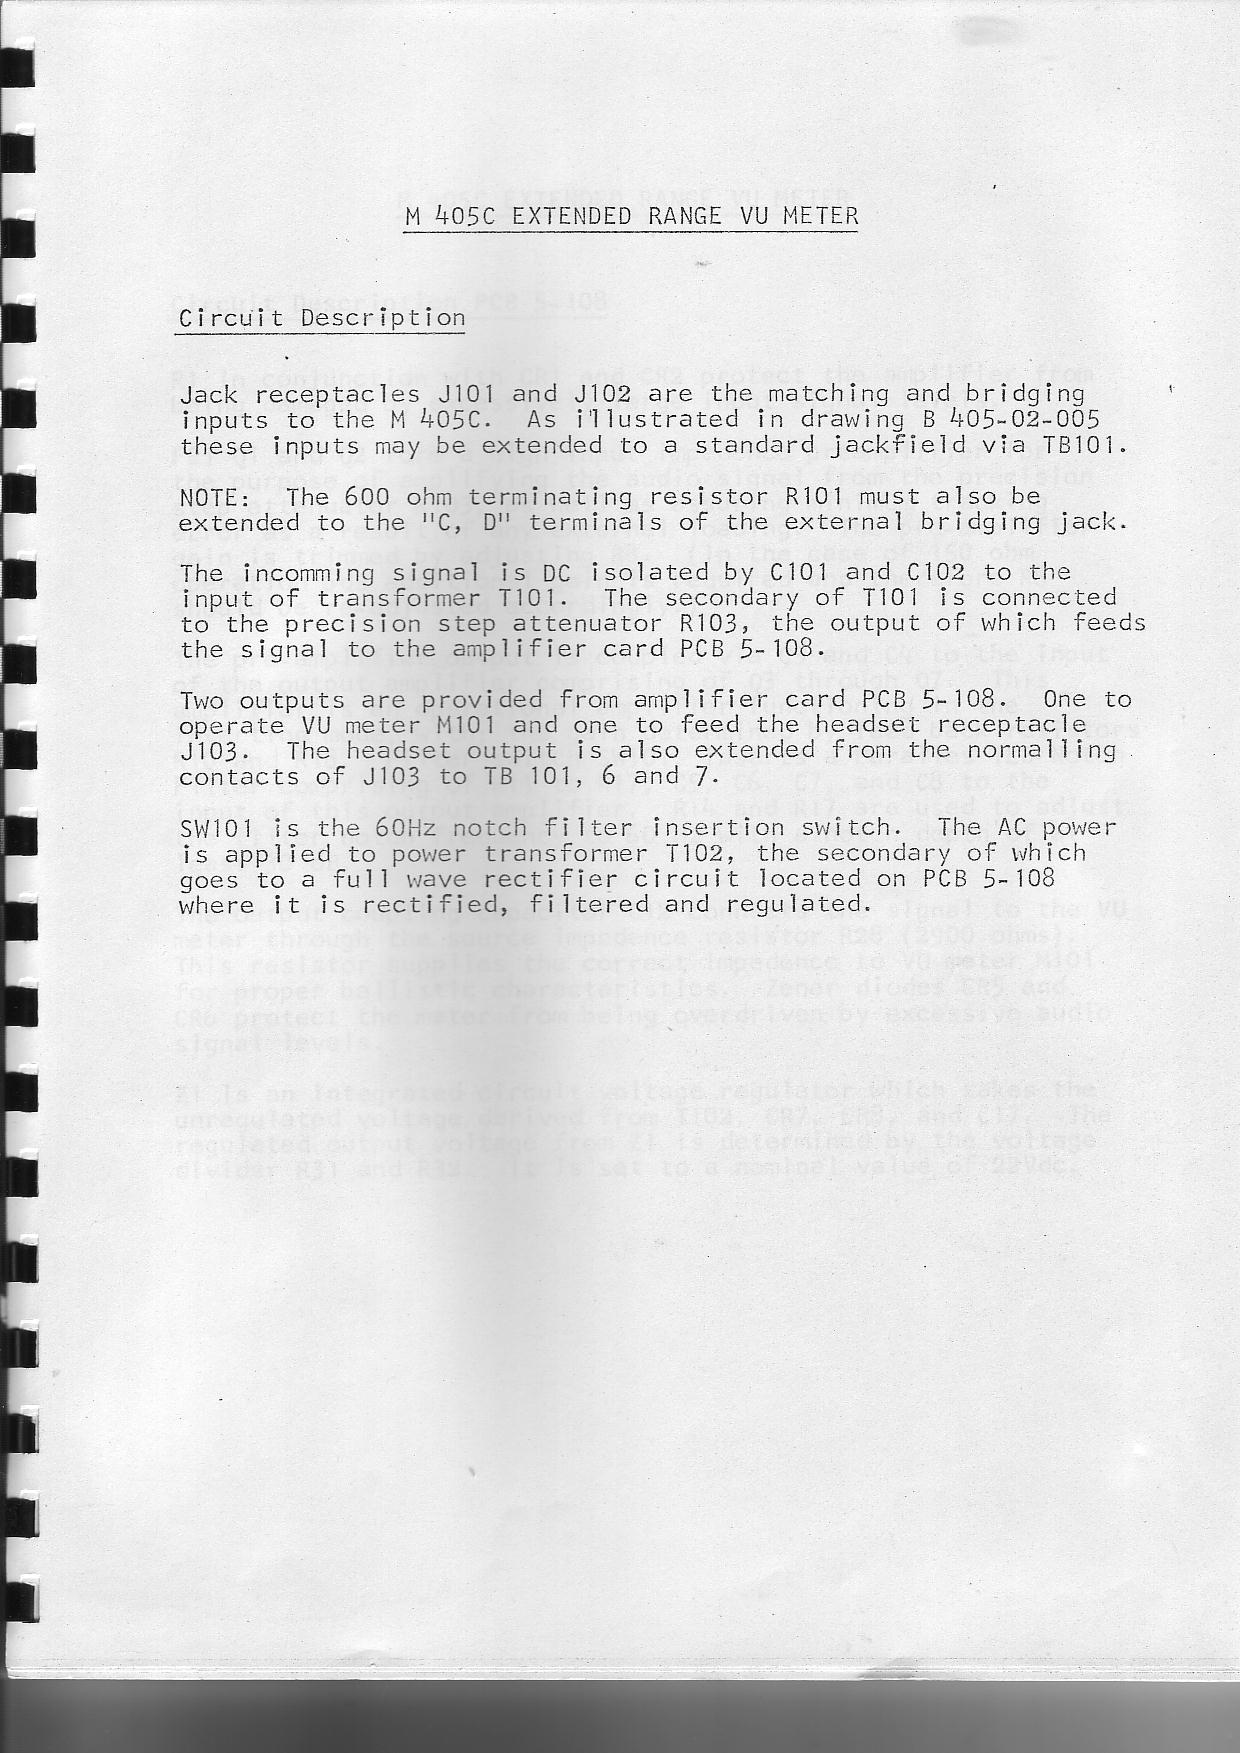 M 405C EXTENDED RANGE VU METER
Circuit Description
Jack receptacles J101 and J102 are the matching and bridging
inputs to the M 405C. As illustrated in drawing B 405-02-005
these inputs may be extended to a standard jackfield via TB101.
NOTE: The 600 ohm terminating resistor R101 must also be
extended to the "C, D" terminals of the external bridging jack.
The incomming signal is DC isolated by C101 and C102 to the
input of transformer T101. The secondary of T101 is connected
to the precision step attenuator R103, the output of which feeds
the signal to the amplifier card PCB 5-108.
Two outputs are provided from amplifier card PCB 5-108. One to
operate VU meter M101 and one to feed the headset receptacle
J103. The headset output is also extended from the normalling
contacts of J103 to TB 101, 6 and 7.
SW101 is the 60Hz notch filter insertion switch. The AC power
is applied to power transformer T102, the secondary of which
goes to a full wave rectifier circuit located on PCB 5-108
where it is rectified, filtered and regulated.